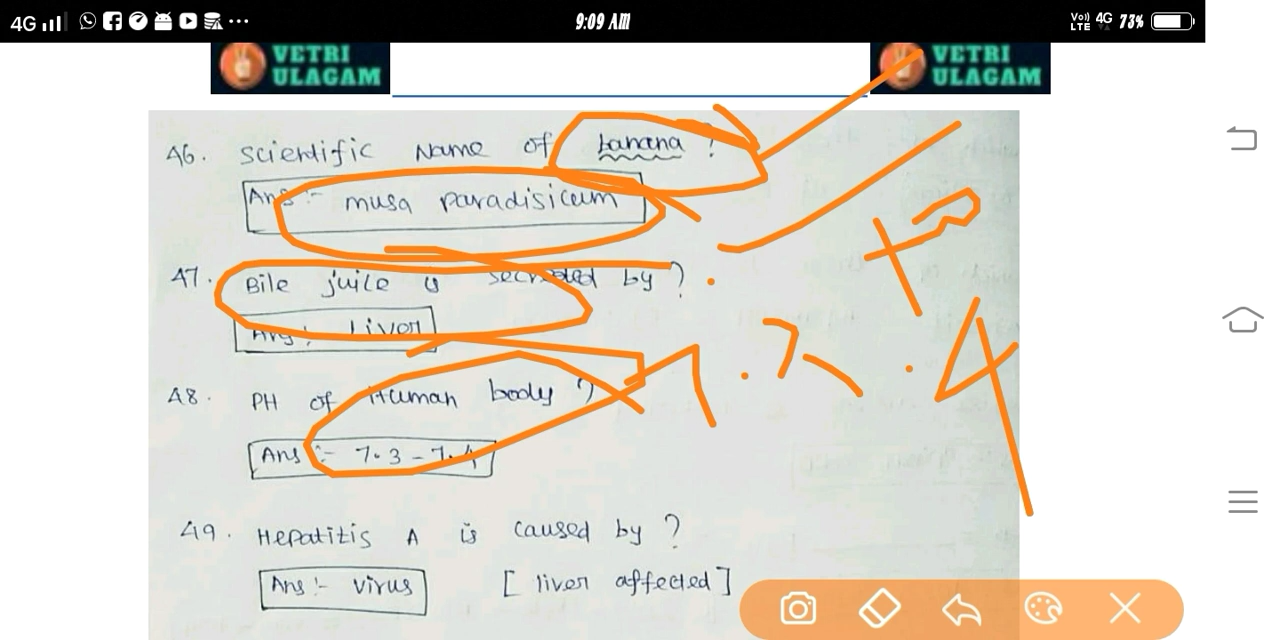 4G
9:09 AM
Vo)) LTE 4G 73%
VETRI ULAGAM
VETRI ULAGAM
46. Scientific Name of banana?
Ans :- musa paradisicum
47. Bile juice is secreted by?
Ans :- Liver
48. PH of Human body?
Ans :- 7.3 - 7.4
7.3
7.4
49. Hepatitis A is caused by?
Ans :- virus [liver affected]